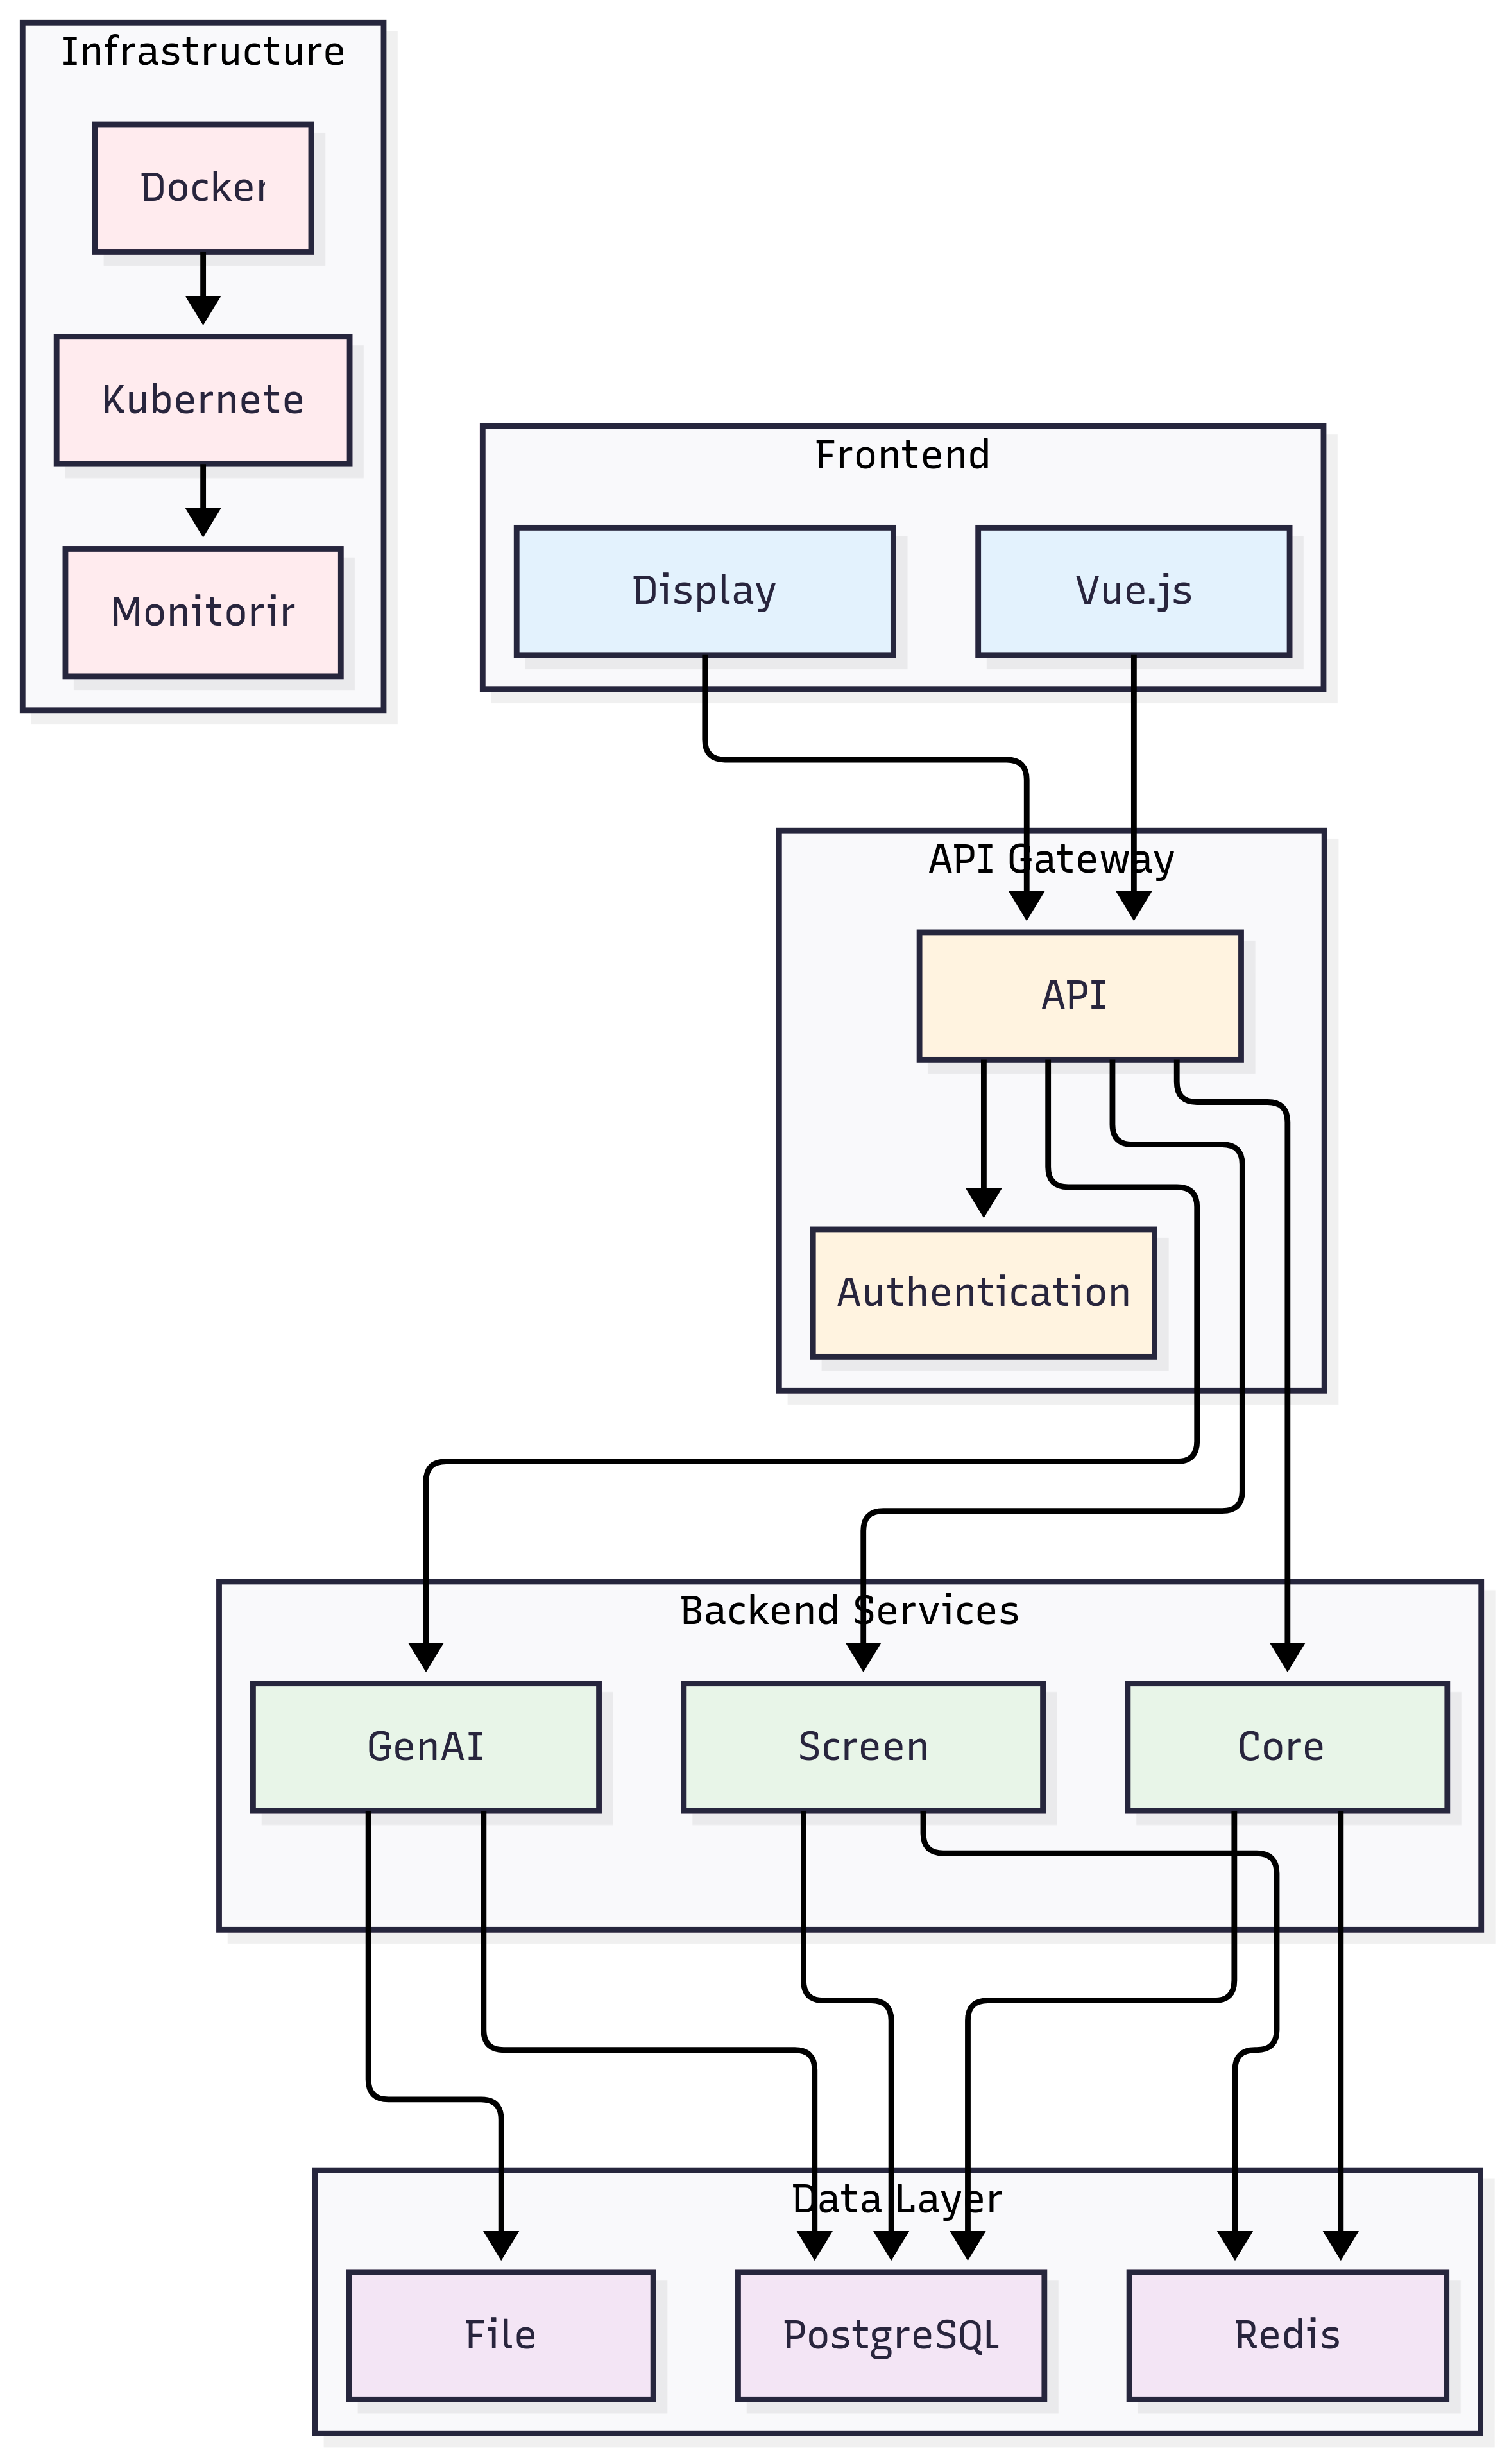 Infrastructure
Docker
Kubernete
Monitorir
Frontend
Display
Vue.js
API Gateway
API
Authentication
Backend Services
GenAI
Screen
Core
Data Layer
File
PostgreSQL
Redis